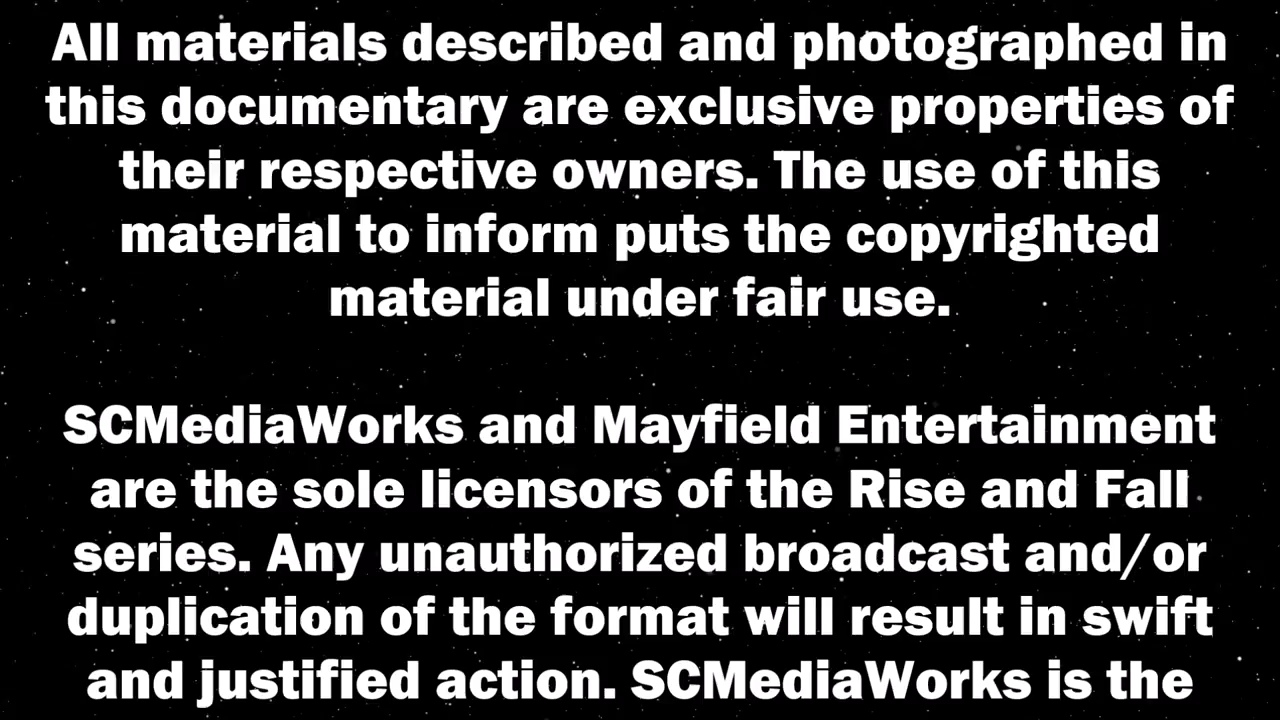 All materials described and photographed in
this documentary are exclusive properties of
their respective owners. The use of this
material to inform puts the copyrighted
material under fair use.
SCMediaWorks and Mayfield Entertainment
are the sole licensors of the Rise and Fall
series. Any unauthorized broadcast and/or
duplication of the format will result in swift
and justified action. SCMediaWorks is the